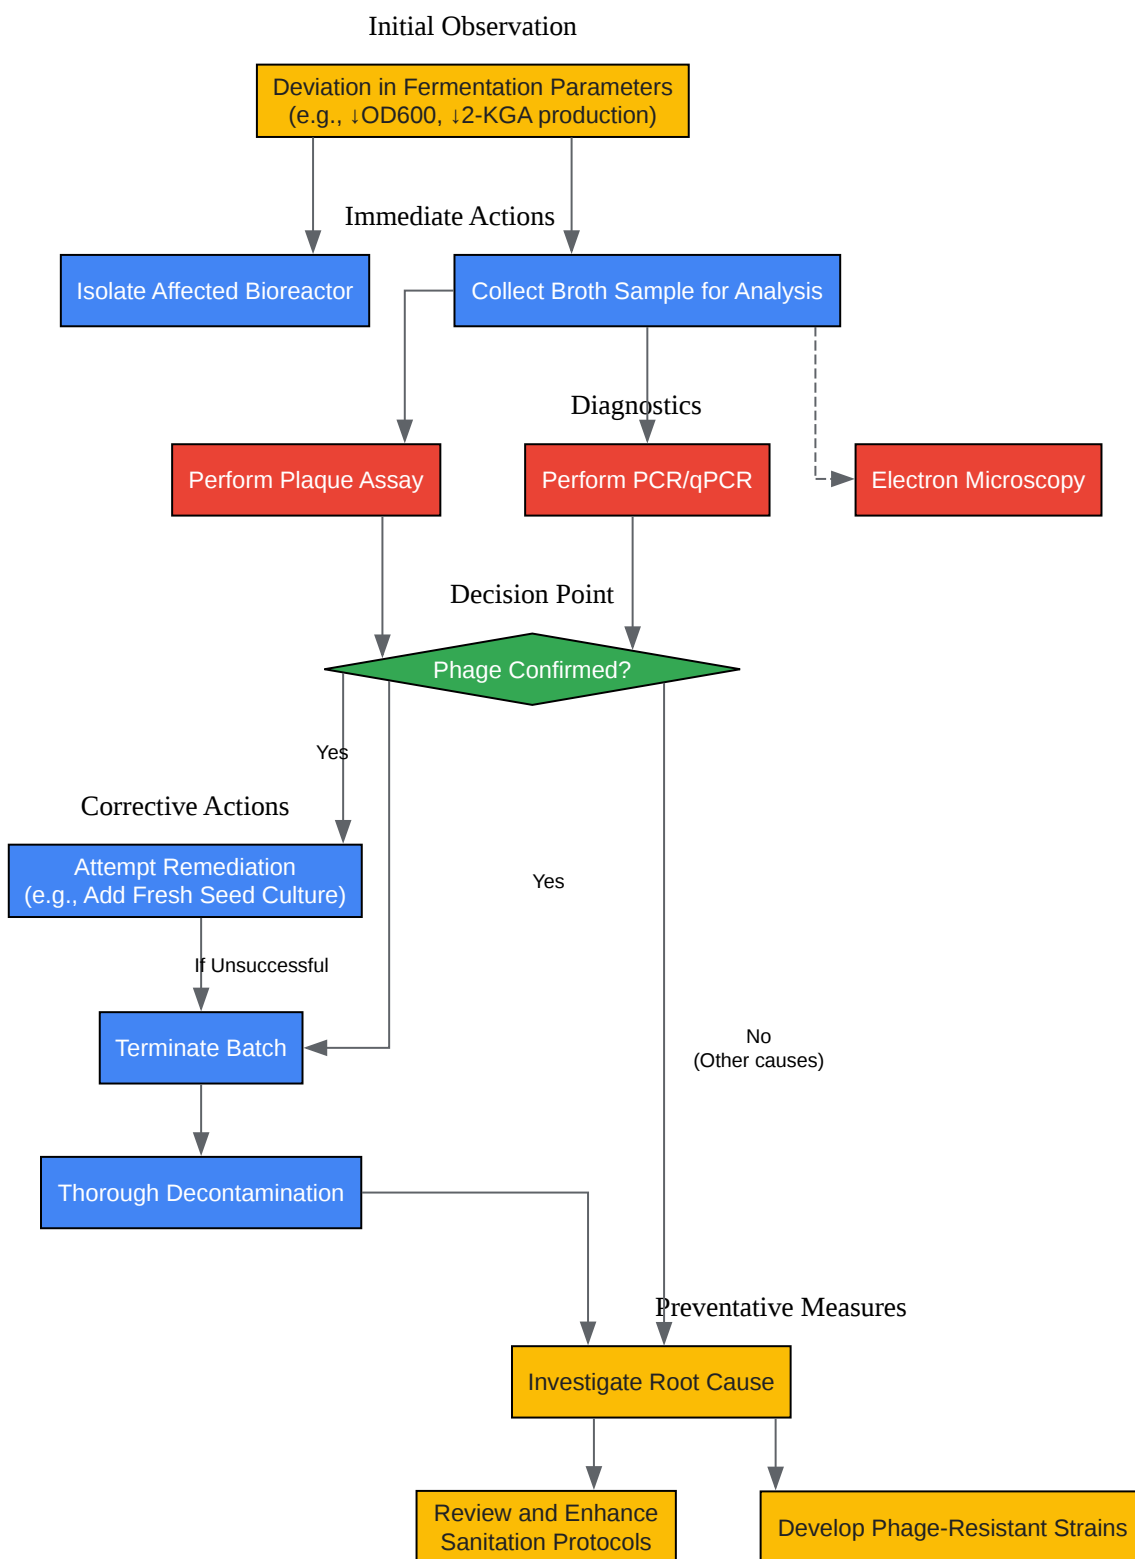 Initial Observation
Deviation in Fermentation Parameters
(e.g., ↓OD600, ↓2-KGA production)
Immediate Actions
Isolate Affected Bioreactor
Collect Broth Sample for Analysis
Diagnostics
Perform Plaque Assay
Perform PCR/qPCR
Electron Microscopy
Decision Point
Phage Confirmed?
Yes
Corrective Actions
Attempt Remediation
(e.g., Add Fresh Seed Culture)
Yes
If Unsuccessful
No
(Other causes)
Terminate Batch
Thorough Decontamination
Preventative Measures
Investigate Root Cause
Review and Enhance
Sanitation Protocols
Develop Phage-Resistant Strains